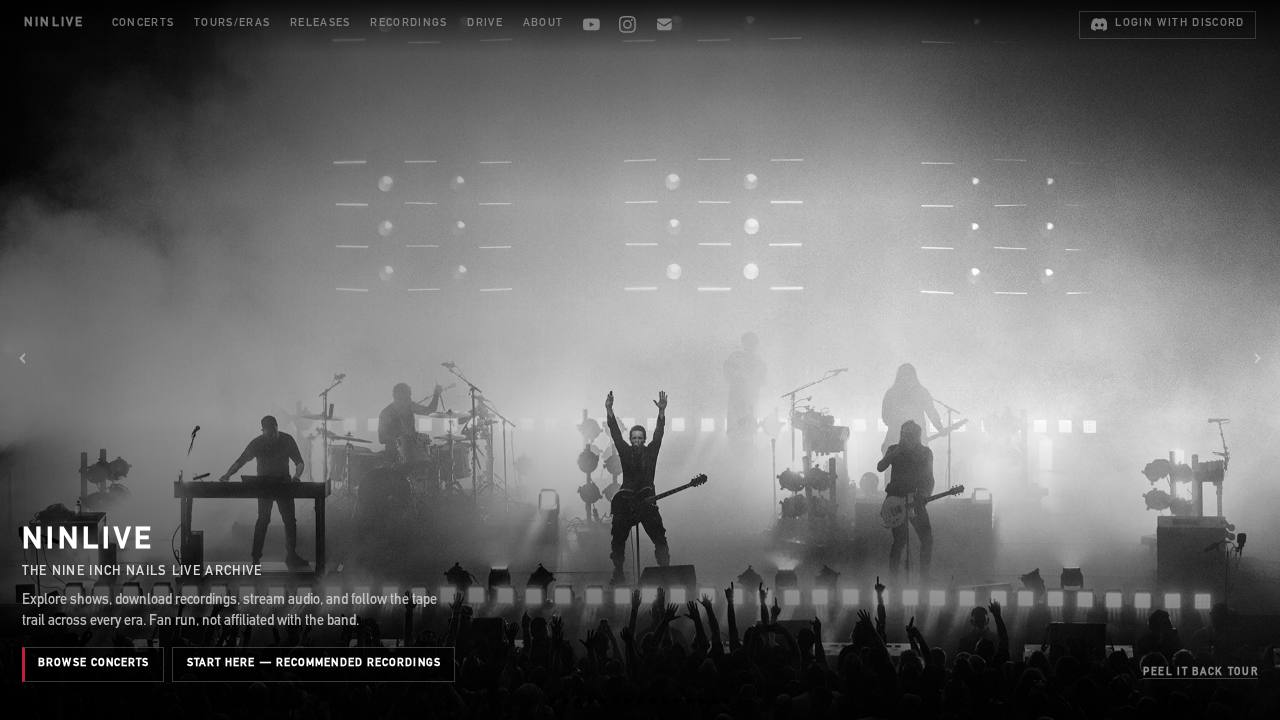 NINLIVE
CONCERTS
TOURS/ERAS
RELEASES
RECORDINGS
DRIVE
ABOUT
LOGIN WITH DISCORD
NINLIVE
THE NINE INCH NAILS LIVE ARCHIVE
Explore shows, download recordings, stream audio, and follow the tape
trail across every era. Fan run, not affiliated with the band.
BROWSE CONCERTS
START HERE — RECOMMENDED RECORDINGS
PEEL IT BACK TOUR